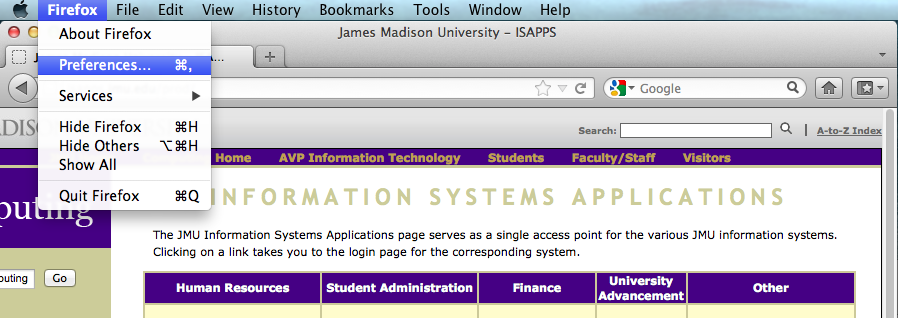 Firefox File Edit View History Bookmarks Tools Window Help
About Firefox
Preferences... ⌘,
Services ▶
Hide Firefox ⌘H
Hide Others ⌥⌘H
Show All
Quit Firefox ⌘Q
James Madison University – ISAPPS
Google
Search:
A-to-Z Index
Home AVP Information Technology Students Faculty/Staff Visitors
INFORMATION SYSTEMS APPLICATIONS
The JMU Information Systems Applications page serves as a single access point for the various JMU information systems.
Clicking on a link takes you to the login page for the corresponding system.
Go
Human Resources Student Administration Finance University Advancement Other